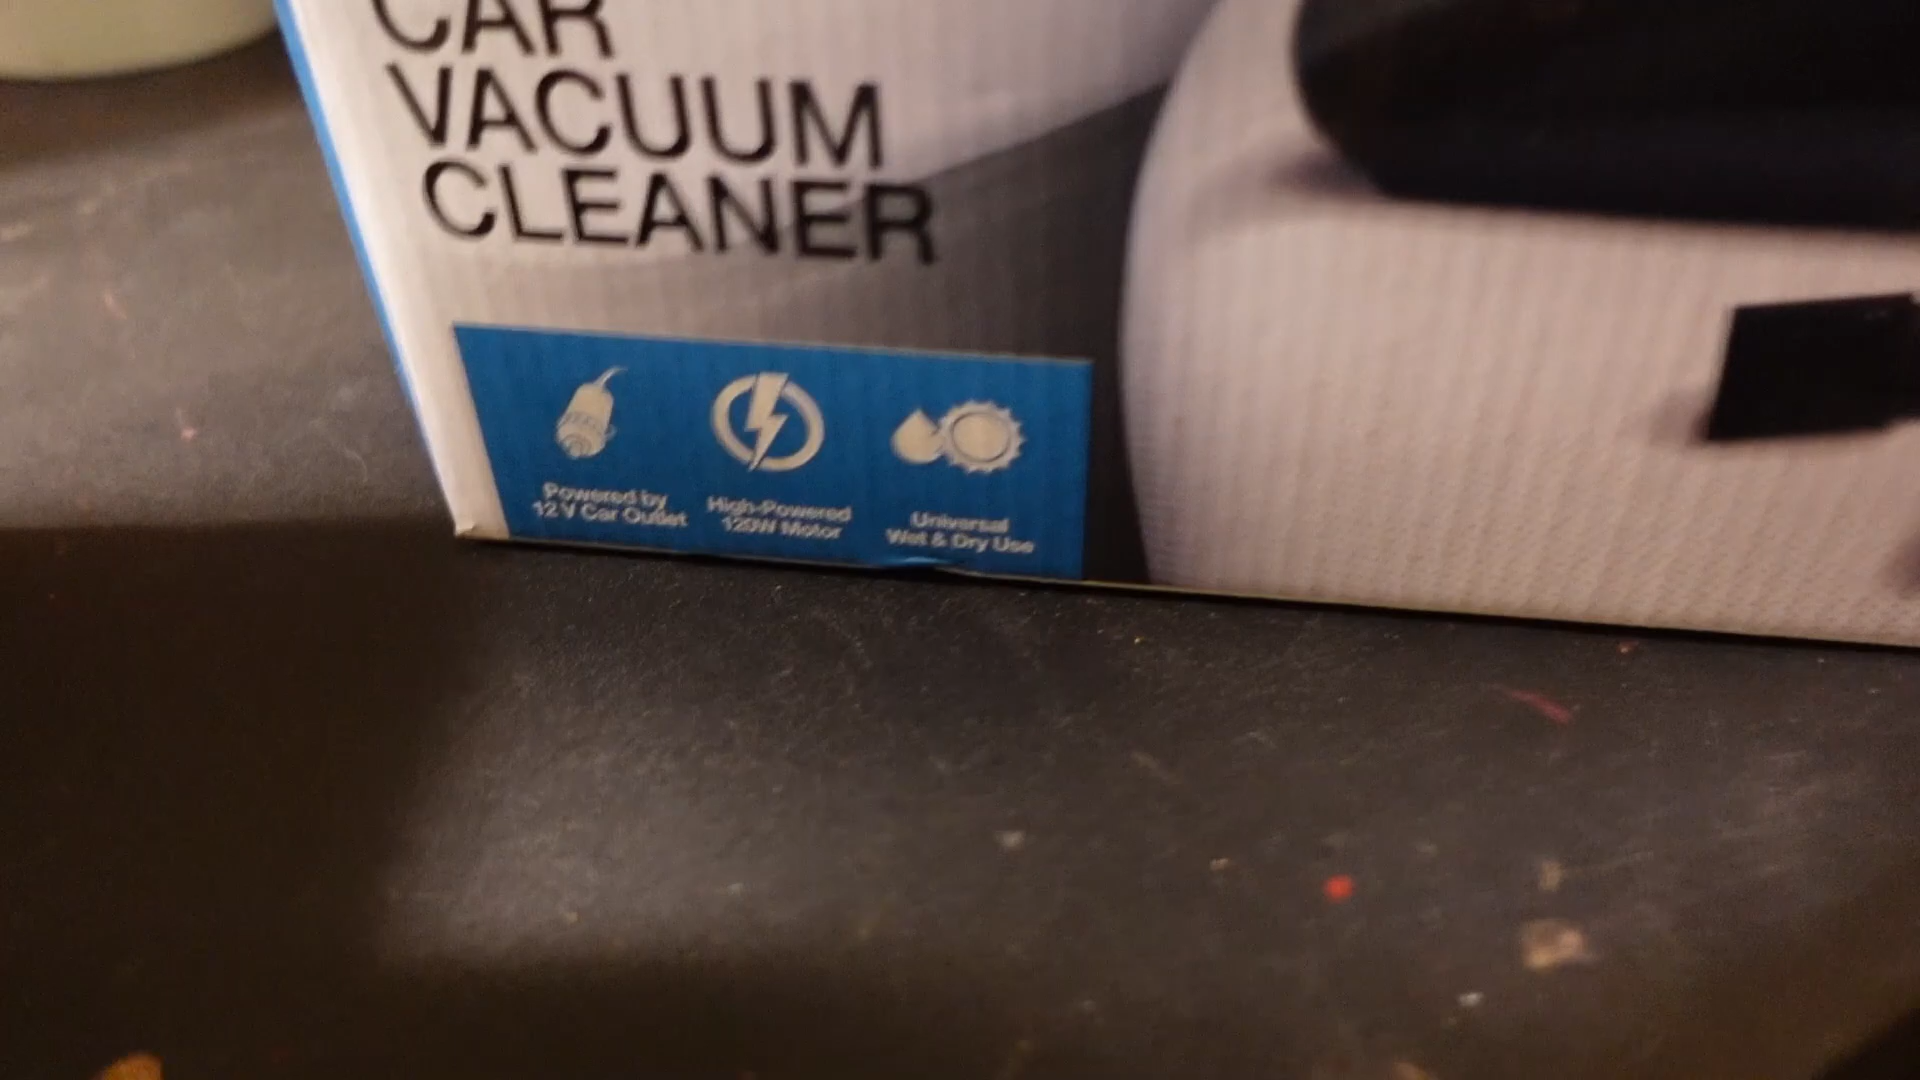 CAR
VACUUM
CLEANER
Powered by
12 V Car Outlet
High-Powered
120W Motor
Universal
Wet & Dry Use